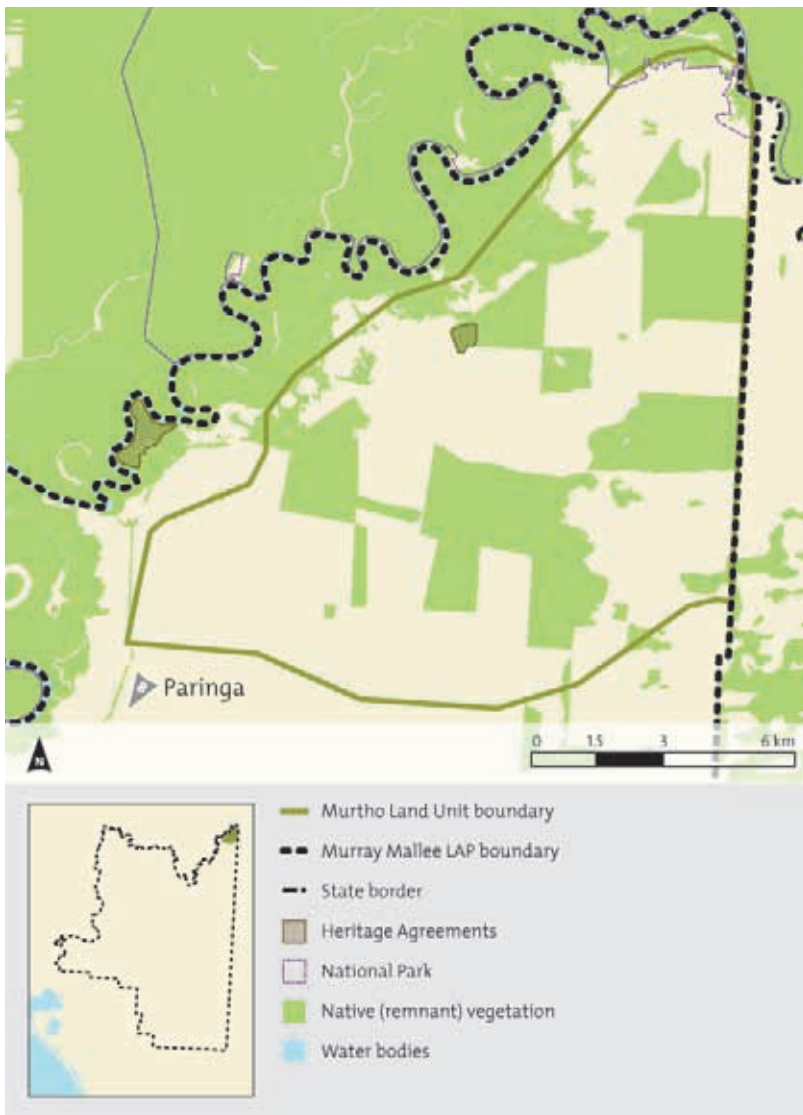 Paringa
N
0 1.5 3 6 km
Murtho Land Unit boundary
Murray Mallee LAP boundary
State border
Heritage Agreements
National Park
Native (remnant) vegetation
Water bodies